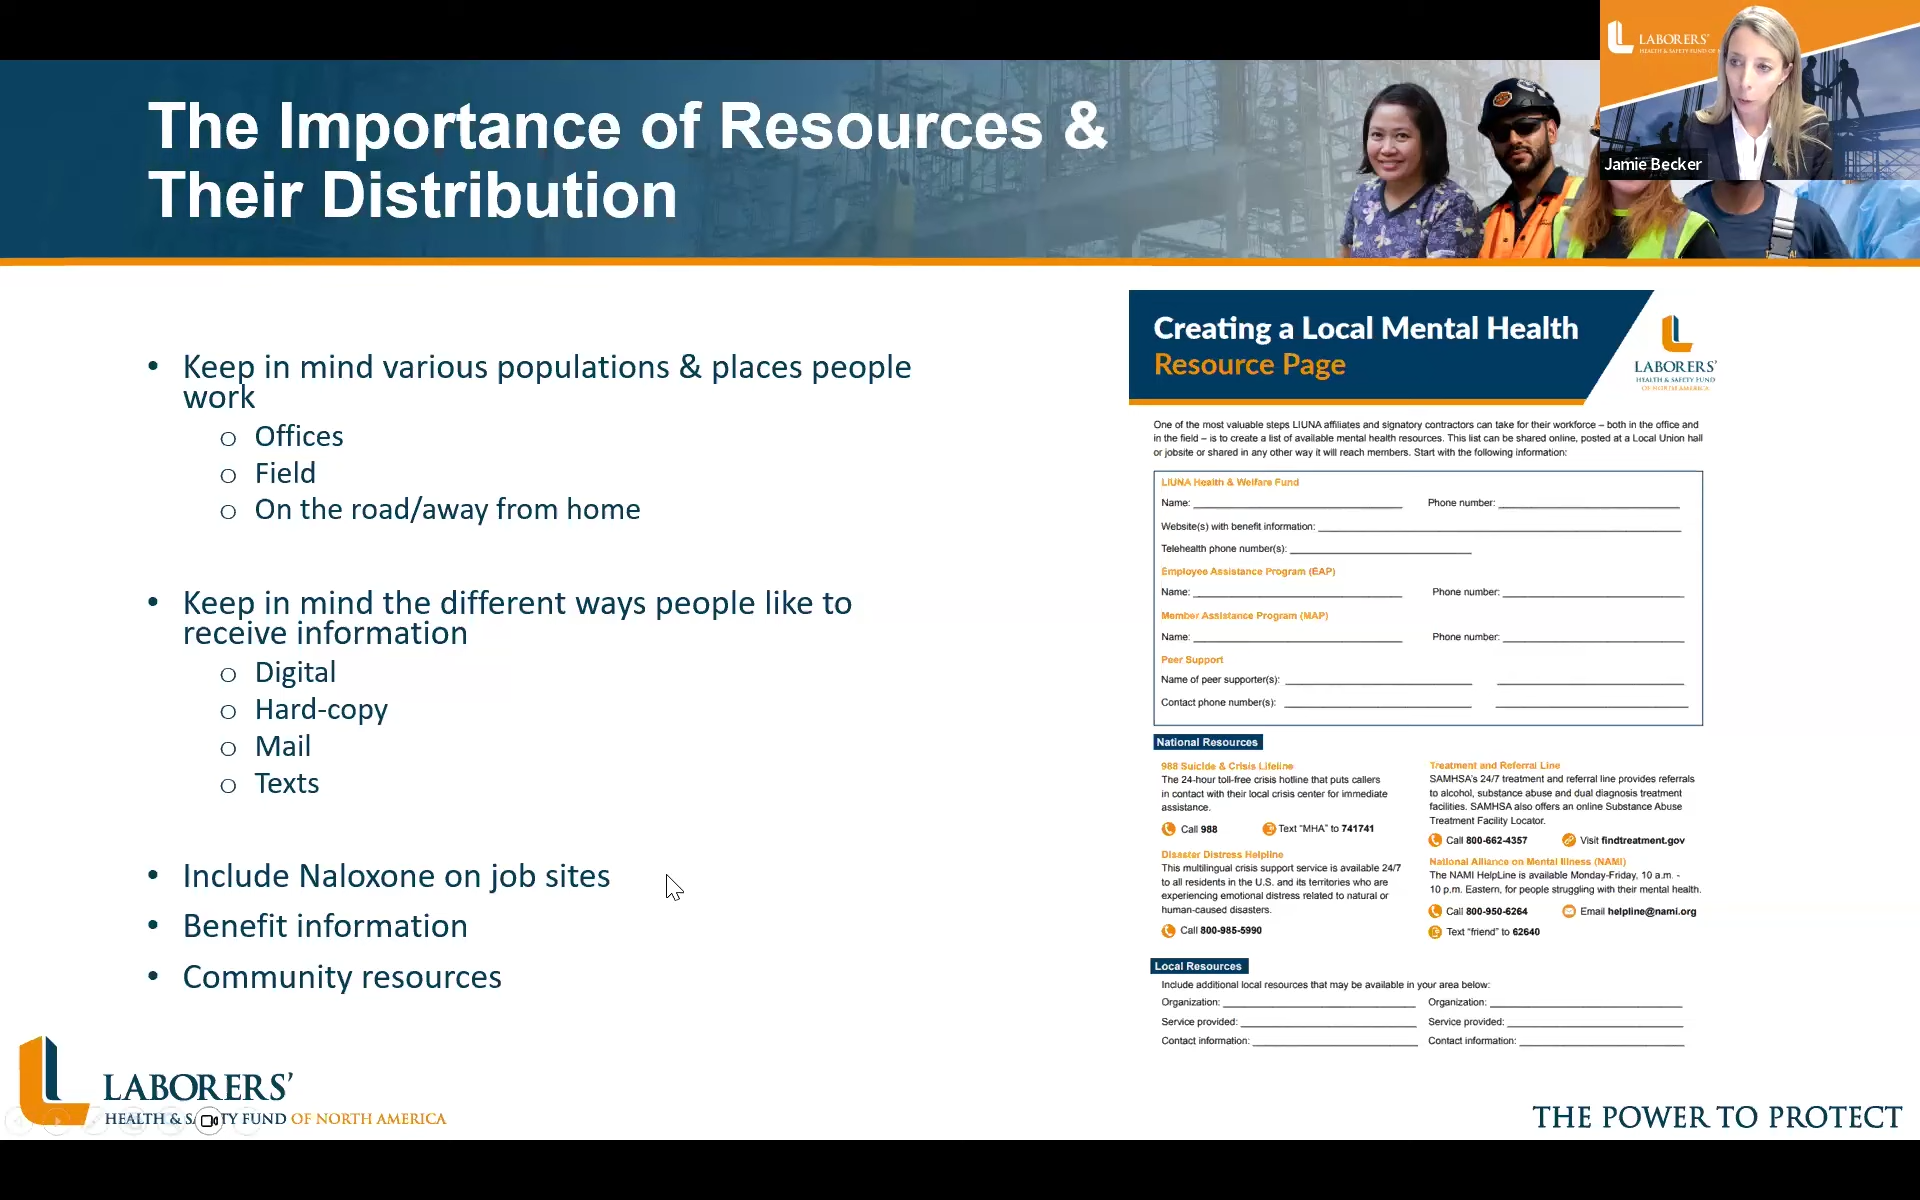 The Importance of Resources &
Their Distribution
LABORERS'
Jamie Becker
• Keep in mind various populations & places people
work
o Offices
o Field
o On the road/away from home
• Keep in mind the different ways people like to
receive information
o Digital
o Hard-copy
o Mail
o Texts
• Include Naloxone on job sites
• Benefit information
• Community resources
Creating a Local Mental Health
Resource Page
LABORERS'
HEALTH & SAFETY FUND
OF NORTH AMERICA
One of the most valuable steps LIUNA affiliates and signatory contractors can take for their workforce – both in the office and
in the field – is to create a list of available mental health resources. This list can be shared online, posted at a Local Union hall
or jobsite or shared in any other way it will reach members. Start with the following information:
LIUNA Health & Welfare Fund
Name: Phone number:
Website(s) with benefit information:
Telehealth phone number(s):
Employee Assistance Program (EAP)
Name: Phone number:
Member Assistance Program (MAP)
Name: Phone number:
Peer Support
Name of peer supporter(s):
Contact phone number(s):
National Resources
988 Suicide & Crisis Lifeline
The 24-hour toll-free crisis hotline that puts callers
in contact with their local crisis center for immediate
assistance.
Call 988 Text "MHA" to 741741
Disaster Distress Helpline
This multilingual crisis support service is available 24/7
to all residents in the U.S. and its territories who are
experiencing emotional distress related to natural or
human-caused disasters.
Call 800-985-5990
Treatment and Referral Line
SAMHSA's 24/7 treatment and referral line provides referrals
to alcohol, substance abuse and dual diagnosis treatment
facilities. SAMHSA also offers an online Substance Abuse
Treatment Facility Locator.
Call 800-662-4357 Visit findtreatment.gov
National Alliance on Mental Illness (NAMI)
The NAMI HelpLine is available Monday-Friday, 10 a.m. -
10 p.m. Eastern, for people struggling with their mental health.
Call 800-950-6264 Email helpline@nami.org
Text "friend" to 62640
Local Resources
Include additional local resources that may be available in your area below:
Organization: Organization:
Service provided: Service provided:
Contact information: Contact information:
LABORERS'
HEALTH & SAFETY FUND OF NORTH AMERICA
THE POWER TO PROTECT